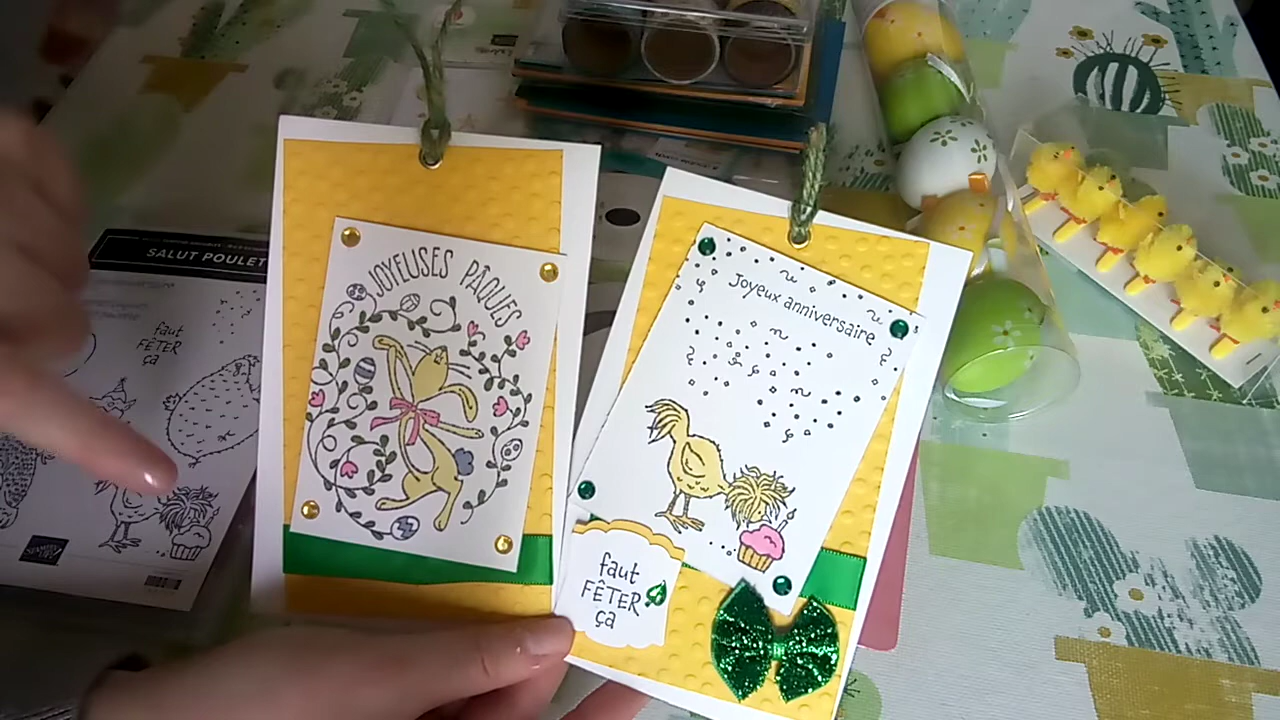 SALUT POULET
faut
FÊTER
ça
JOYEUSES PÂQUES
Joyeux anniversaire
faut
FÊTER
ça